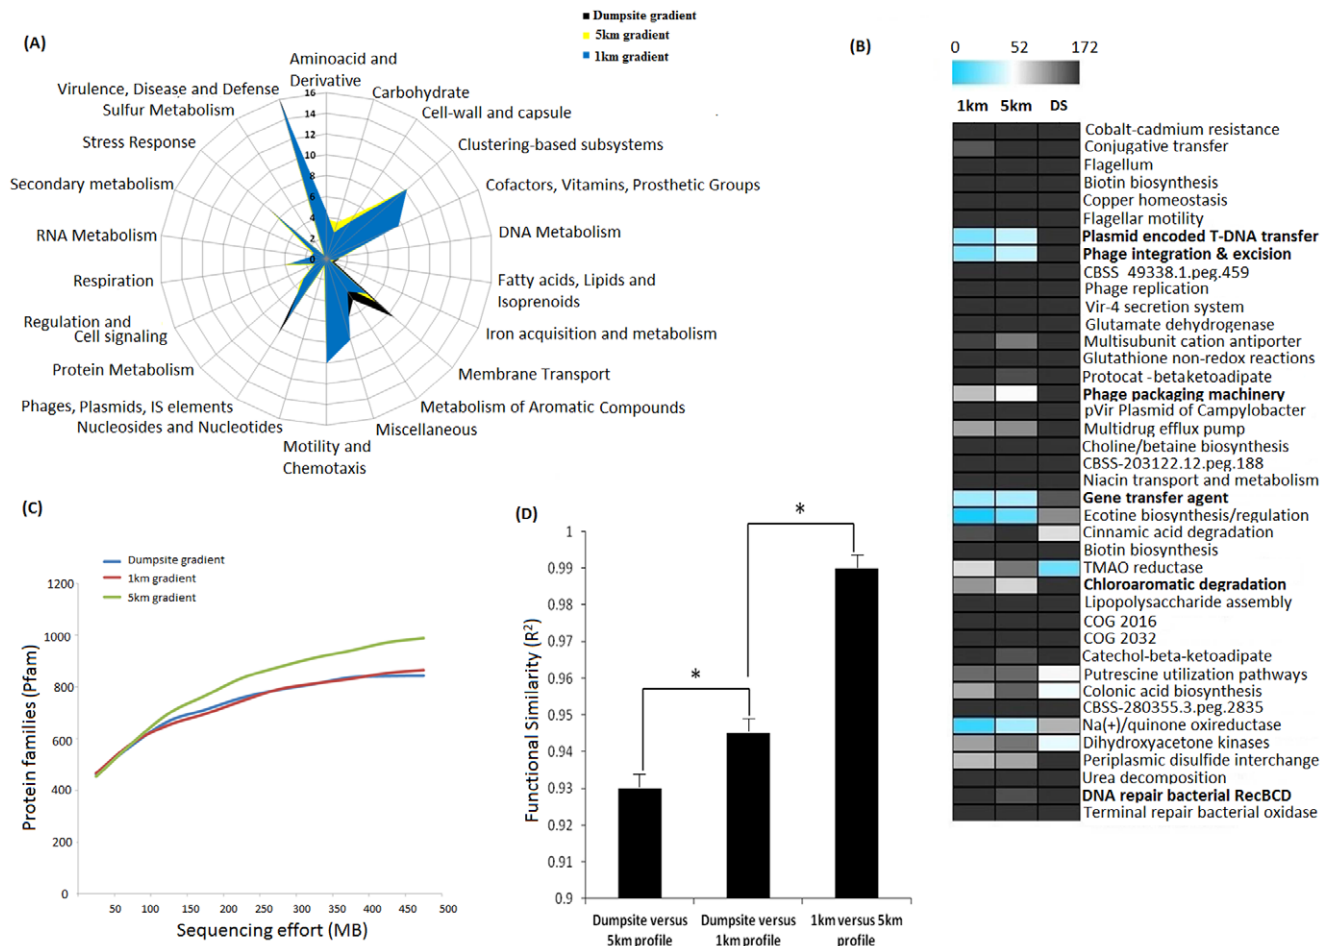 Dumpsite gradient
5km gradient
1km gradient
(A)
Aminoacid and
Derivative
Carbohydrate
Cell-wall and capsule
Clustering-based subsystems
Cofactors, Vitamins, Prosthetic Groups
DNA Metabolism
Fatty acids, Lipids and
Isoprenoids
Iron acquisition and metabolism
Membrane Transport
Metabolism of Aromatic Compounds
Miscellaneous
Motility and
Chemotaxis
Nucleosides and Nucleotides
Phages, Plasmids, IS elements
Protein Metabolism
Regulation and
Cell signaling
Respiration
RNA Metabolism
Secondary metabolism
Stress Response
Sulfur Metabolism
Virulence, Disease and Defense
16
14
12
10
8
6
4
2
0
(B)
0 52 172
1km 5km DS
Cobalt-cadmium resistance
Conjugative transfer
Flagellum
Biotin biosynthesis
Copper homeostasis
Flagellar motility
Plasmid encoded T-DNA transfer
Phage integration & excision
CBSS 49338.1.peg.459
Phage replication
Vir-4 secretion system
Glutamate dehydrogenase
Multisubunit cation antiporter
Glutathione non-redox reactions
Protocat -betaketoadipate
Phage packaging machinery
pVir Plasmid of Campylobacter
Multidrug efflux pump
Choline/betaine biosynthesis
CBSS-203122.12.peg.188
Niacin transport and metabolism
Gene transfer agent
Ecotine biosynthesis/regulation
Cinnamic acid degradation
Biotin biosynthesis
TMAO reductase
Chloroaromatic degradation
Lipopolysaccharide assembly
COG 2016
COG 2032
Catechol-beta-ketoadipate
Putrescine utilization pathways
Colonic acid biosynthesis
CBSS-280355.3.peg.2835
Na(+)/quinone oxireductase
Dihydroxyacetone kinases
Periplasmic disulfide interchange
Urea decomposition
DNA repair bacterial RecBCD
Terminal repair bacterial oxidase
(C)
Dumpsite gradient
1km gradient
5km gradient
Protein families (Pfam)
1200
1000
800
600
400
200
0
50 100 150 200 230 300 350 400 450 500
Sequencing effort (MB)
(D)
Functional Similarity (R²)
1
0.99
0.98
0.97
0.96
0.95
0.94
0.93
0.92
0.91
0.9
*
*
Dumpsite versus
5km profile
Dumpsite versus
1km profile
1km versus 5km
profile